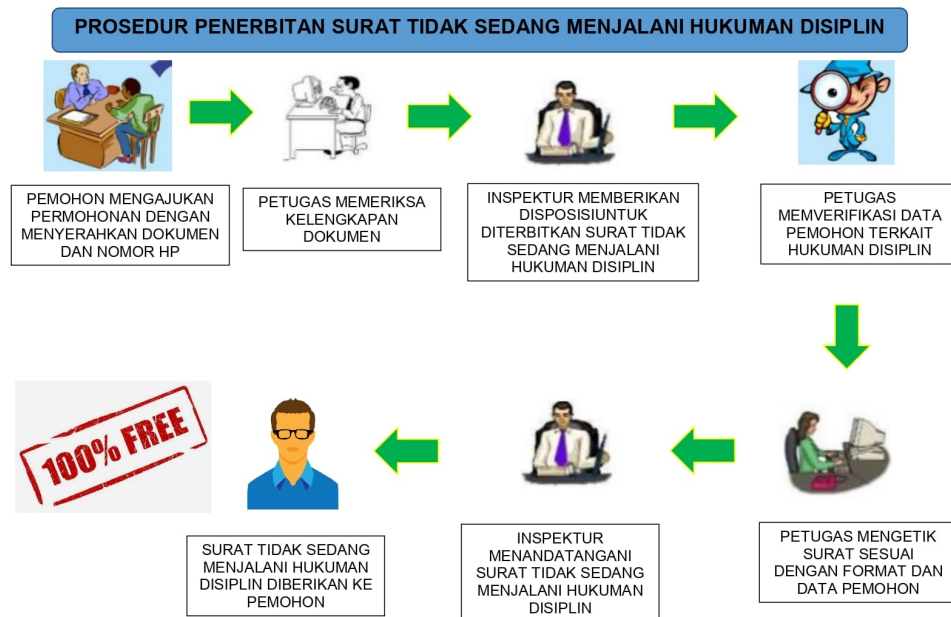 PROSEDUR PENERBITAN SURAT TIDAK SEDANG MENJALANI HUKUMAN DISIPLIN
PEMOHON MENGAJUKAN
PERMOHONAN DENGAN
MENYERAHKAN DOKUMEN
DAN NOMOR HP
PETUGAS MEMERIKSA
KELENGKAPAN
DOKUMEN
INSPEKTUR MEMBERIKAN
DISPOSISIUNTUK
DITERBITKAN SURAT TIDAK
SEDANG MENJALANI
HUKUMAN DISIPLIN
PETUGAS
MEMVERIFIKASI DATA
PEMOHON TERKAIT
HUKUMAN DISIPLIN
PETUGAS MENGETIK
SURAT SESUAI
DENGAN FORMAT DAN
DATA PEMOHON
INSPEKTUR
MENANDATANGANI
SURAT TIDAK SEDANG
MENJALANI HUKUMAN
DISIPLIN
SURAT TIDAK SEDANG
MENJALANI HUKUMAN
DISIPLIN DIBERIKAN KE
PEMOHON
100% FREE